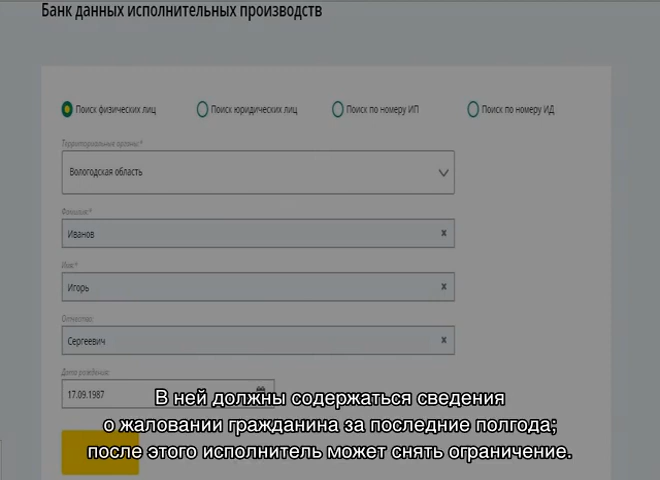 Банк данных исполнительных производств
Поиск физических лиц
Поиск юридических лиц
Поиск по номеру ИП
Поиск по номеру ИД
Территориальные органы:*
Вологодская область
Фамилия:*
Иванов
x
Имя:*
Игорь
x
Отчество:
Сергеевич
x
Дата рождения:
17.09.1987
В ней должны содержаться сведения
о жаловании гражданина за последние полгода;
после этого исполнитель может снять ограничение.